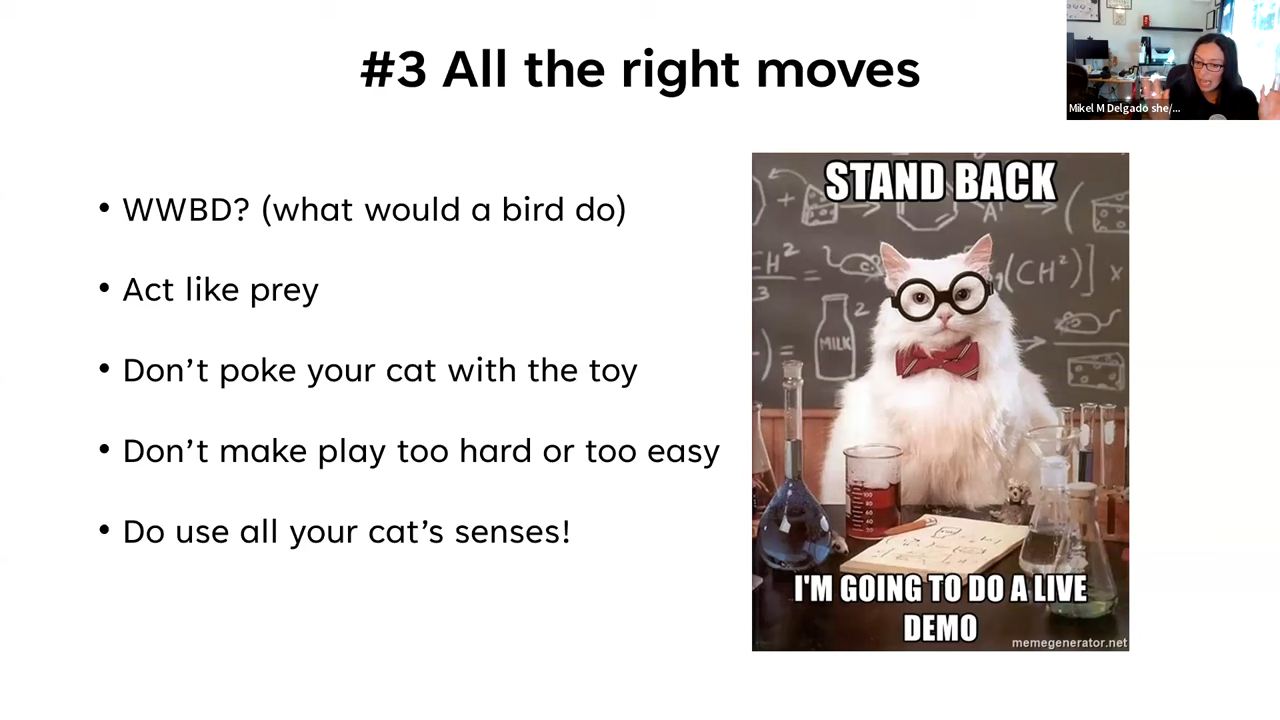 #3 All the right moves
Mikel M Delgado she/...
• WWBD? (what would a bird do)
• Act like prey
• Don’t poke your cat with the toy
• Don’t make play too hard or too easy
• Do use all your cat’s senses!
STAND BACK
MILK
I'M GOING TO DO A LIVE
DEMO
memegenerator.net